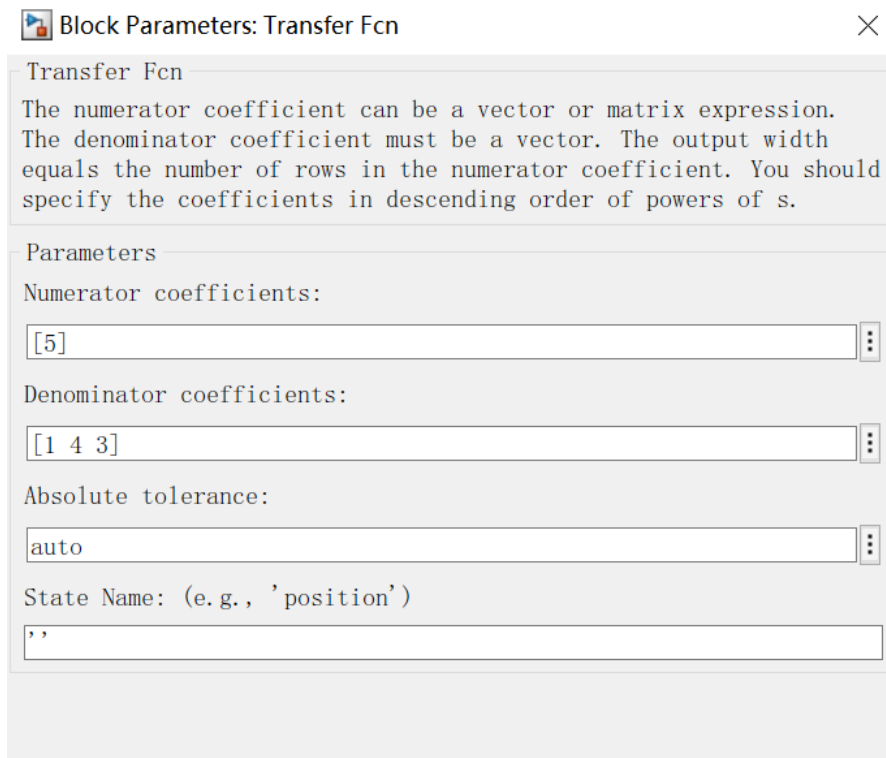 Block Parameters: Transfer Fcn
Transfer Fcn
The numerator coefficient can be a vector or matrix expression.
The denominator coefficient must be a vector. The output width
equals the number of rows in the numerator coefficient. You should
specify the coefficients in descending order of powers of s.
Parameters
Numerator coefficients:
[5]
Denominator coefficients:
[1 4 3]
Absolute tolerance:
auto
State Name: (e.g., 'position')
''